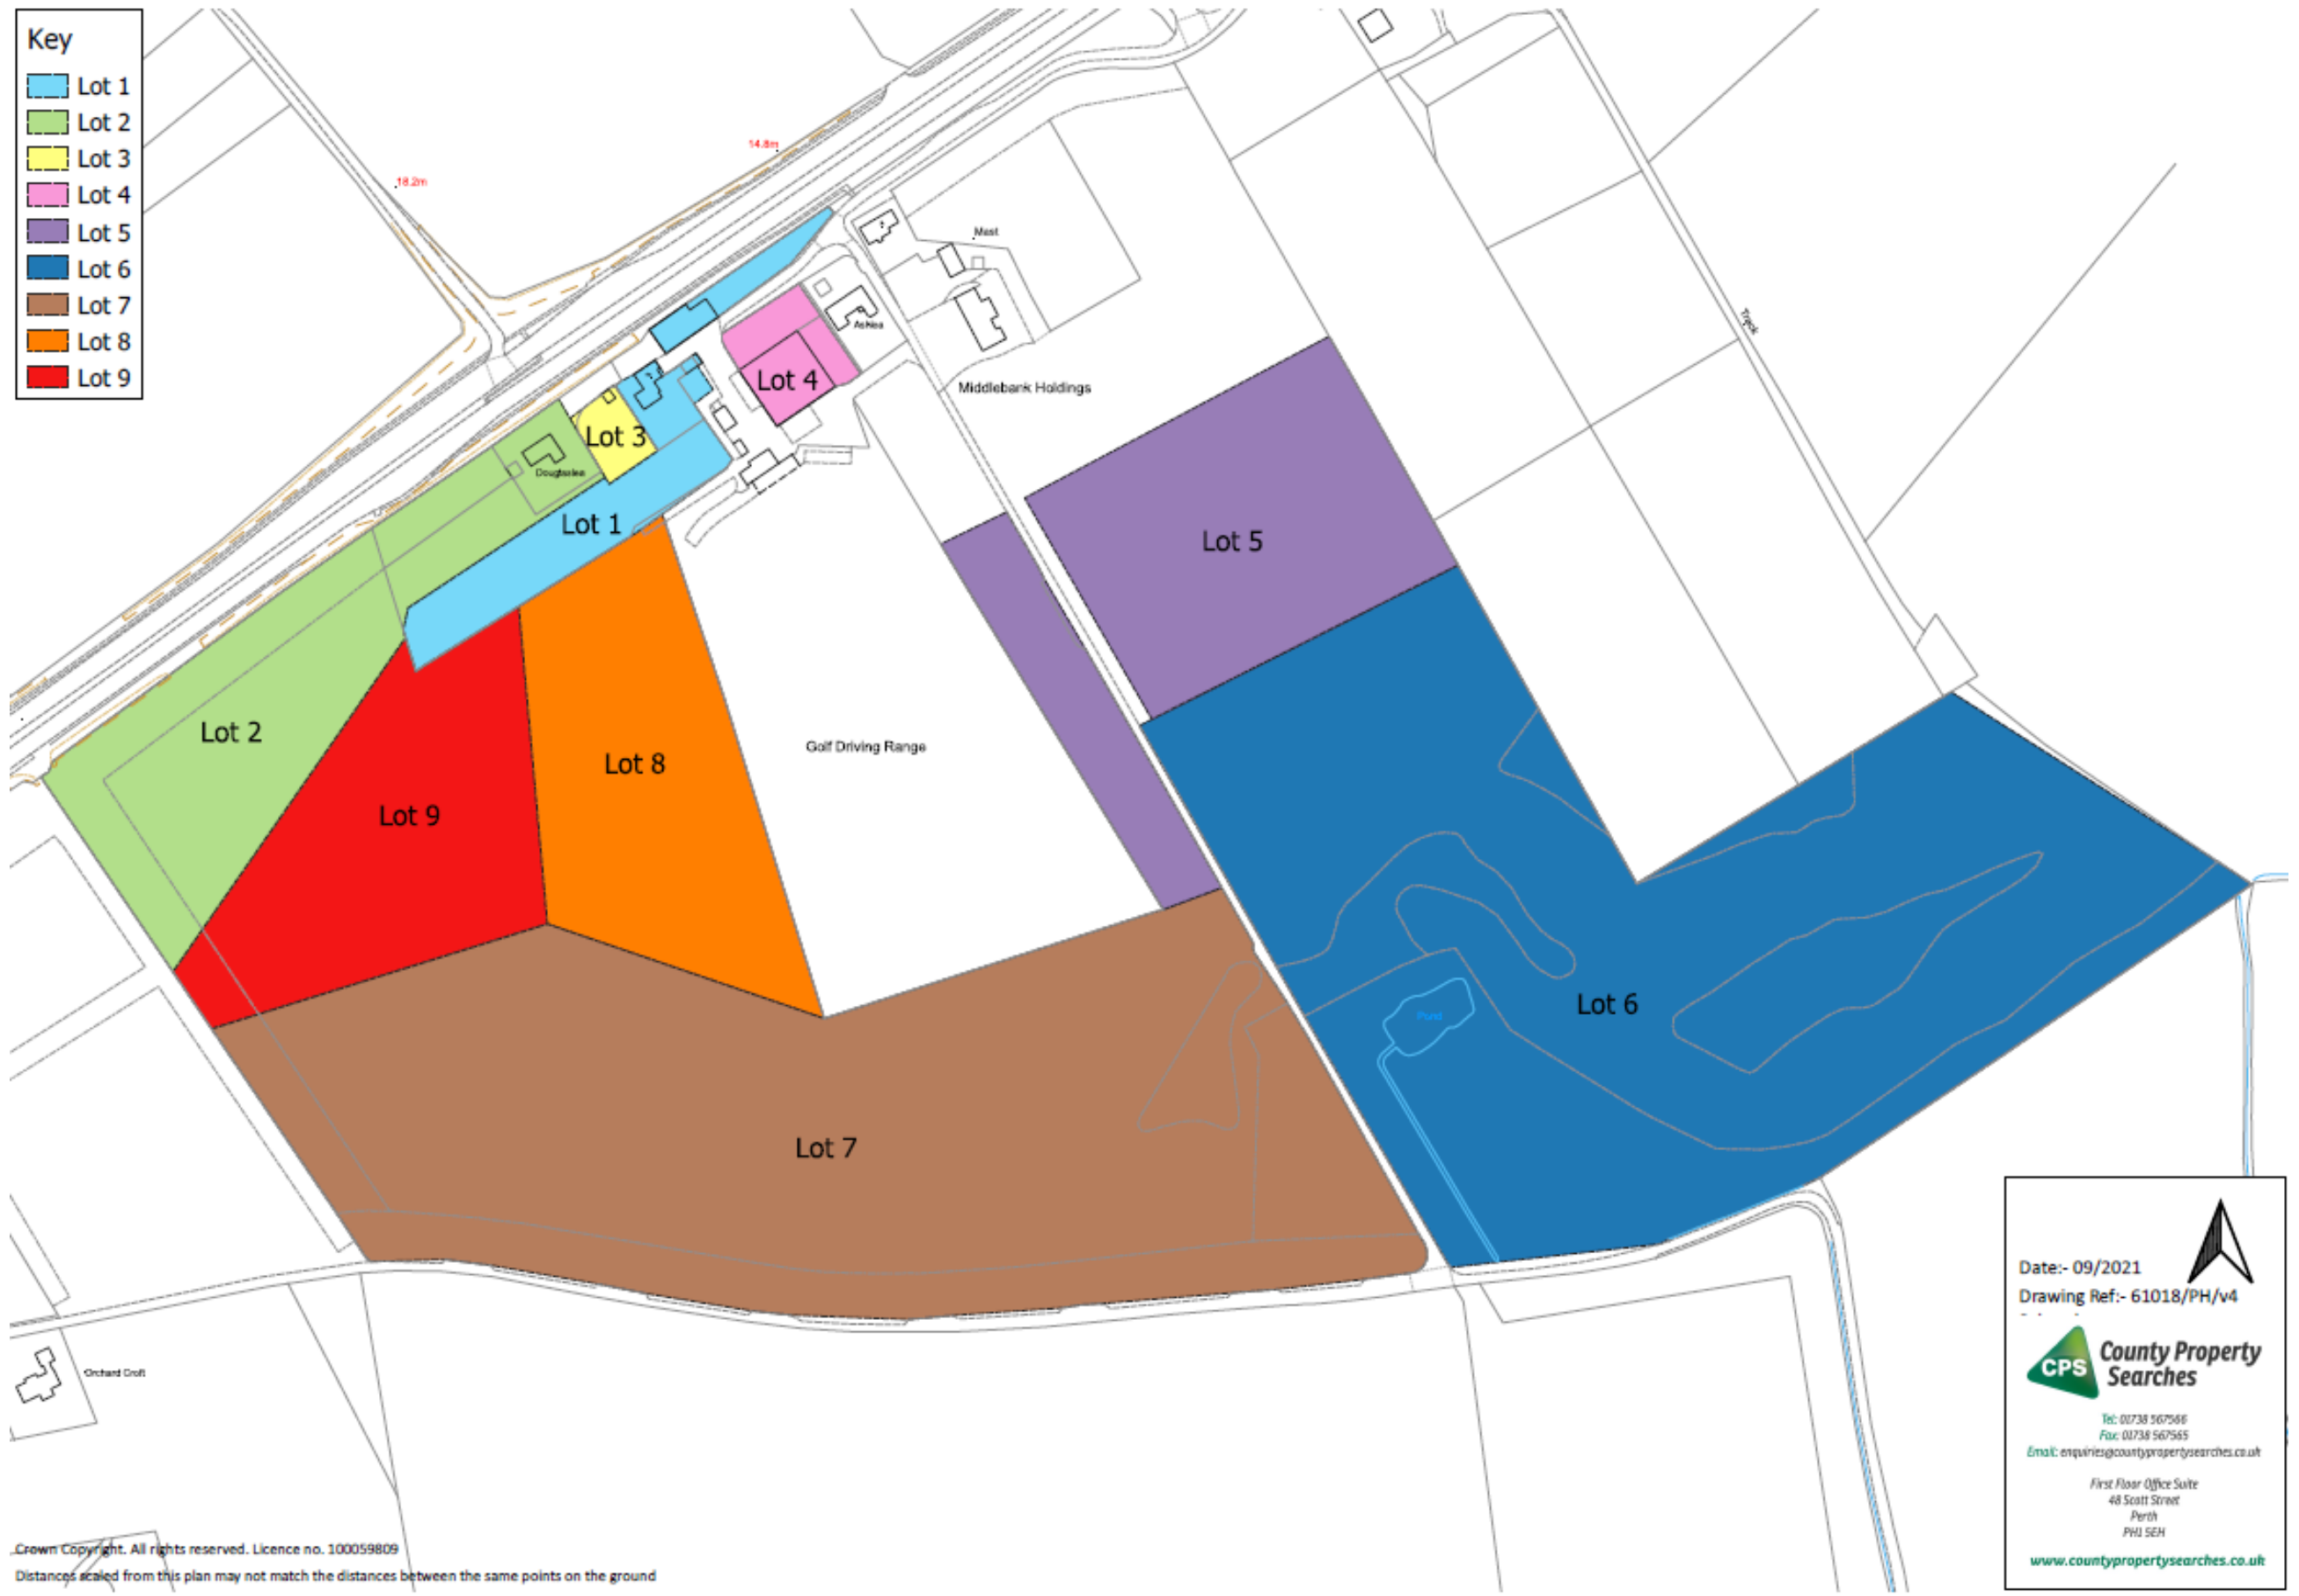 Key
Lot 1
Lot 2
Lot 3
Lot 4
Lot 5
Lot 6
Lot 7
Lot 8
Lot 9
14.8m
18.2m
Mast
Ashlea
Track
Middlebank Holdings
Lot 4
Lot 3
Douglaslea
Lot 1
Lot 5
Lot 2
Golf Driving Range
Lot 8
Lot 9
Lot 6
Pond
Lot 7
Orchard Croft
Date:- 09/2021
Drawing Ref:- 61018/PH/v4
CPS
County Property
Searches
Tel: 01738 567566
Fax: 01738 567565
Email: enquiries@countypropertysearches.co.uk
First Floor Office Suite
48 Scott Street
Perth
PH1 5EH
www.countypropertysearches.co.uk
Crown Copyright. All rights reserved. Licence no. 100059809
Distances scaled from this plan may not match the distances between the same points on the ground